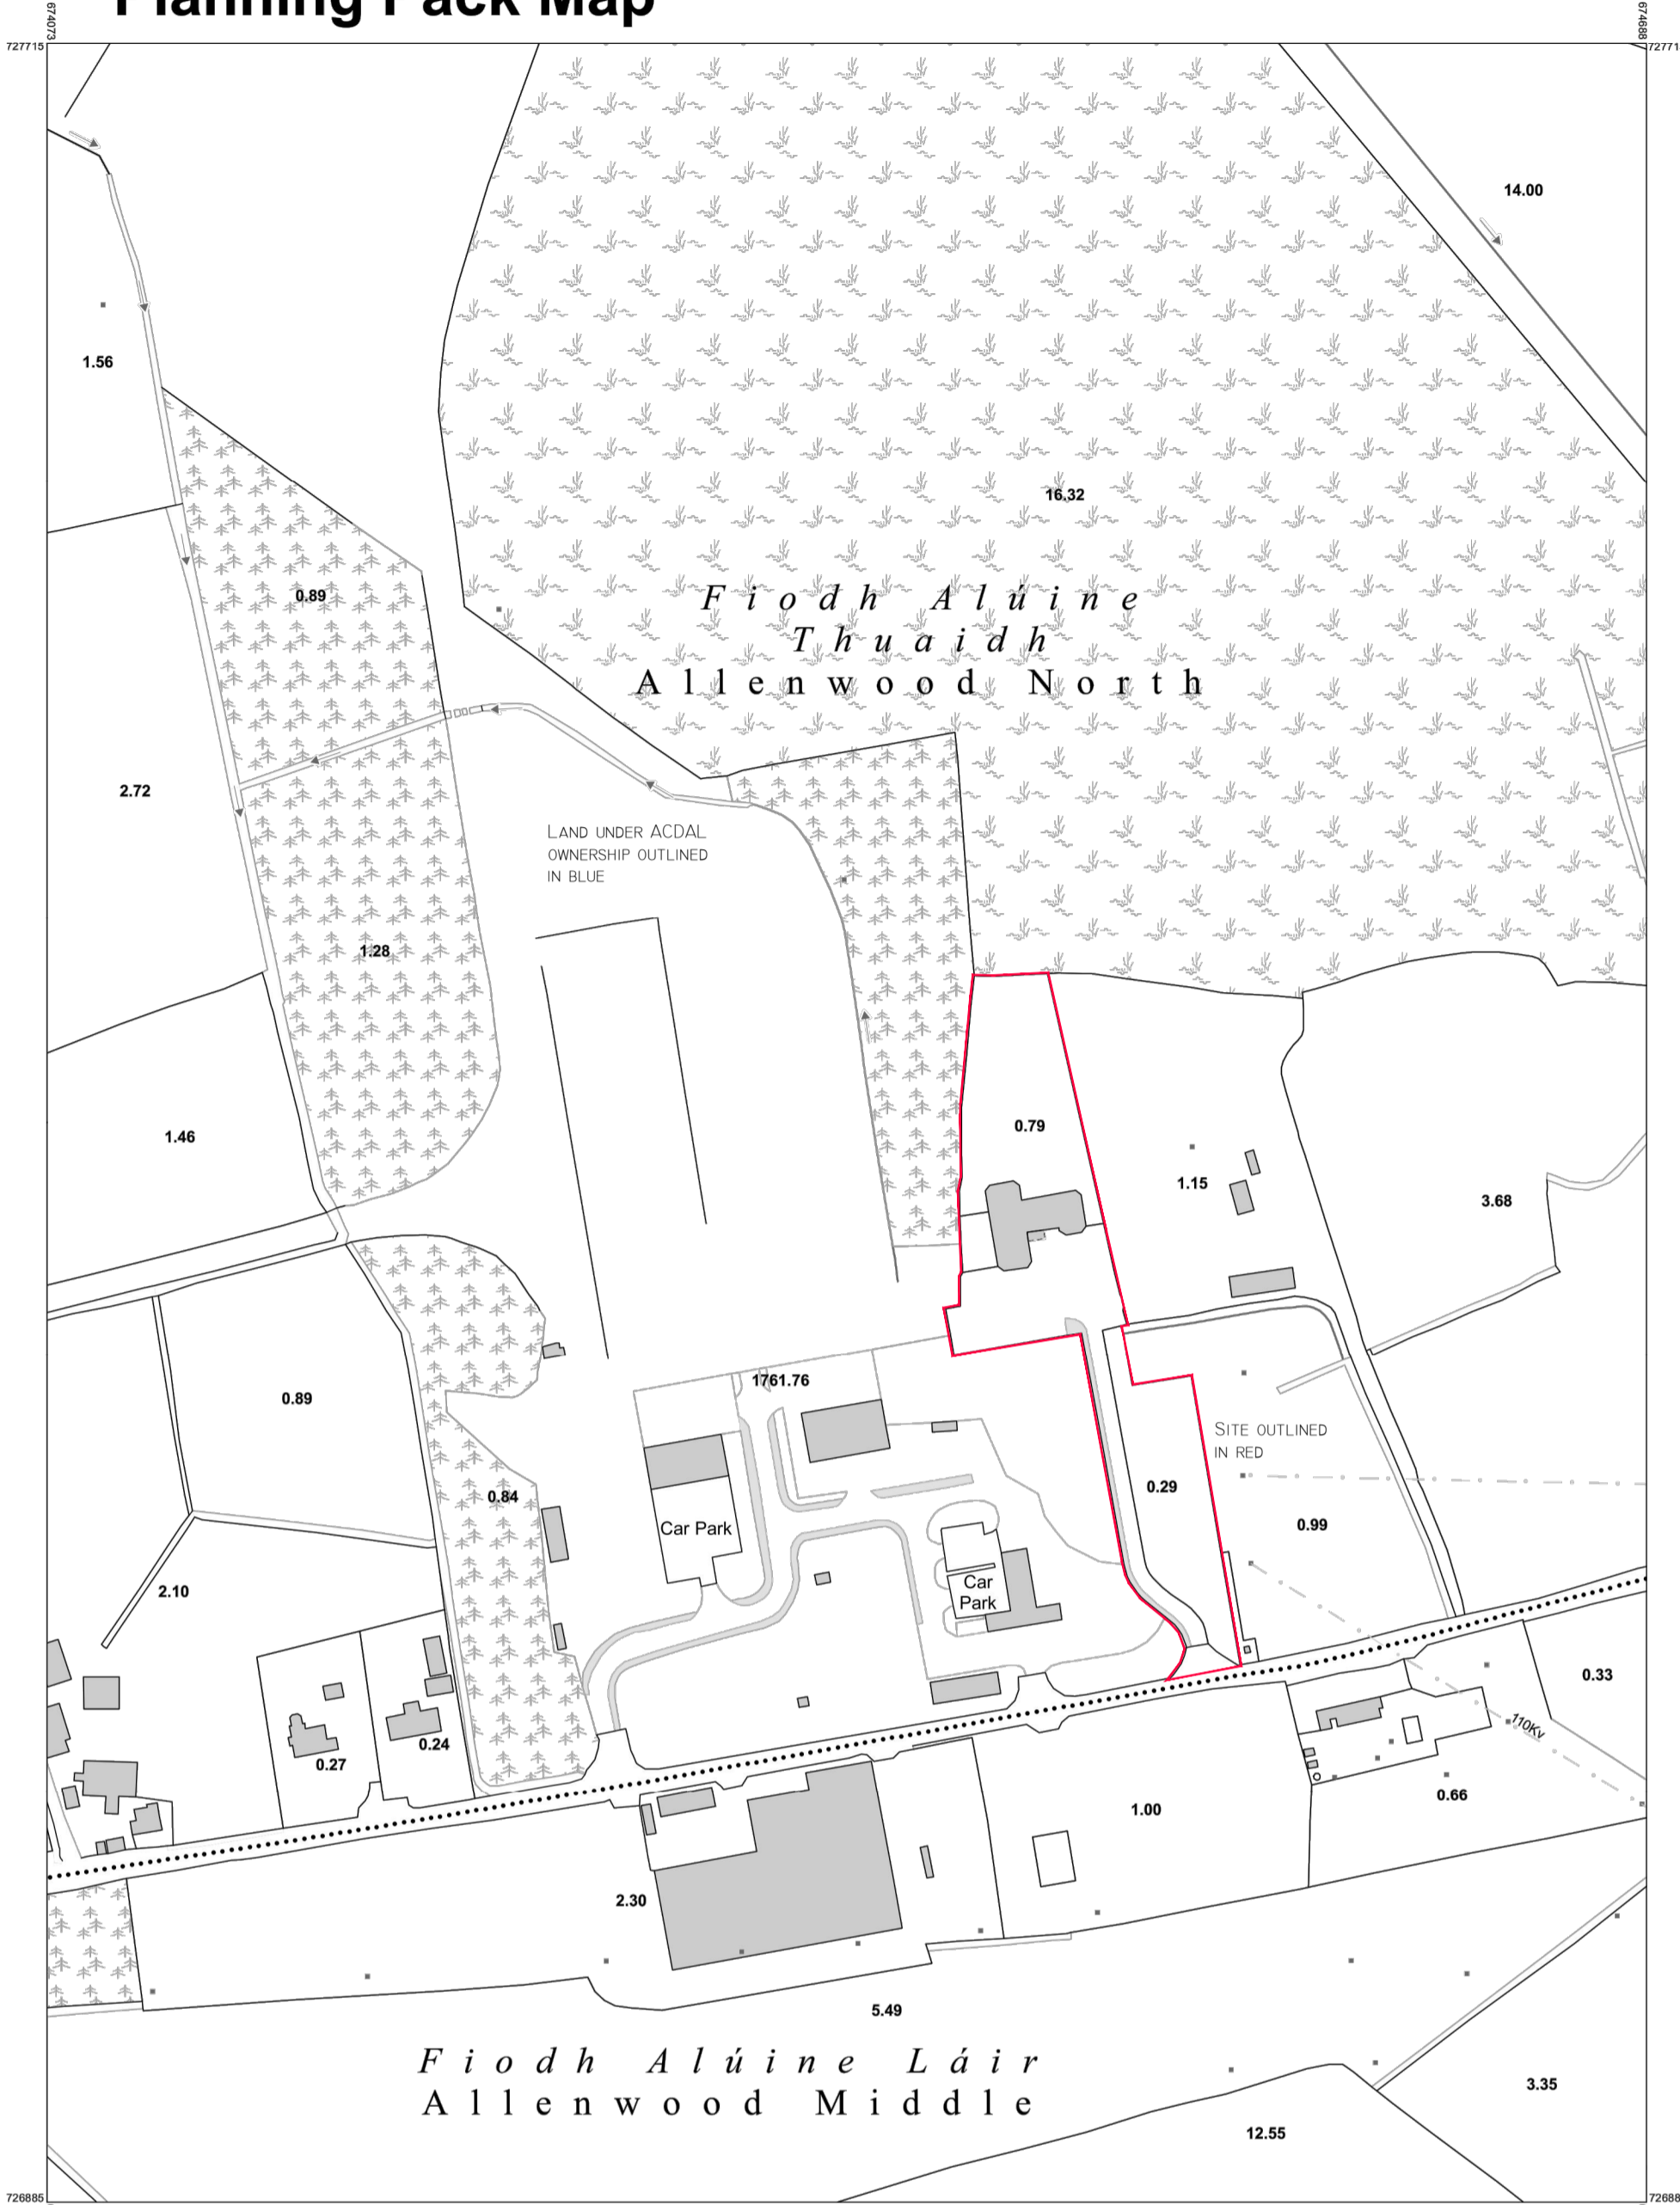 Planning Pack Map
674073
674688
727715
72771
14.00
1.56
16.32
0.89
Fiodh Alúine
Thuaidh
Allenwood North
2.72
LAND UNDER ACDAL
OWNERSHIP OUTLINED
IN BLUE
1.28
0.79
1.46
1.15
3.68
1761.76
0.89
SITE OUTLINED
IN RED
0.29
0.84
Car Park
0.99
Car
Park
2.10
0.33
110Kv
0.24
0.27
0.66
1.00
2.30
5.49
Fiodh Alúine Láir
Allenwood Middle
3.35
12.55
726885
72688